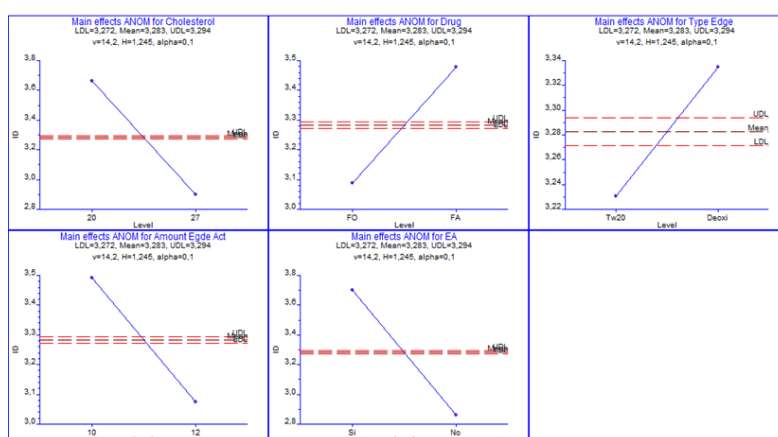 Main effects ANOM for Cholesterol
LDL=3,272, Mean=3,283, UDL=3,294
v=14,2, H=1,245, alpha=0,1
3,8
3,6
3,4
ID
3,2
3,0
2,8
UDL
20
27
Level
Main effects ANOM for Drug
LDL=3,272, Mean=3,283, UDL=3,294
v=14,2, H=1,245, alpha=0,1
3,5
3,4
3,3
ID
3,2
3,1
3,0
UDL
Mean
LDL
FO
FA
Level
Main effects ANOM for Type Edge
LDL=3,272, Mean=3,283, UDL=3,294
v=14,2, H=1,245, alpha=0,1
3,34
3,32
3,30
ID
3,28
3,26
3,24
3,22
UDL
Mean
LDL
Tw20
Deoxi
Level
Main effects ANOM for Amount Egde Act
LDL=3,272, Mean=3,283, UDL=3,294
v=14,2, H=1,245, alpha=0,1
3,5
3,4
3,3
ID
3,2
3,1
3,0
UDL
Mean
LDL
10
12
Main effects ANOM for EA
LDL=3,272, Mean=3,283, UDL=3,294
v=14,2, H=1,245, alpha=0,1
3,8
3,6
3,4
ID
3,2
3,0
2,8
UDL
Si
No